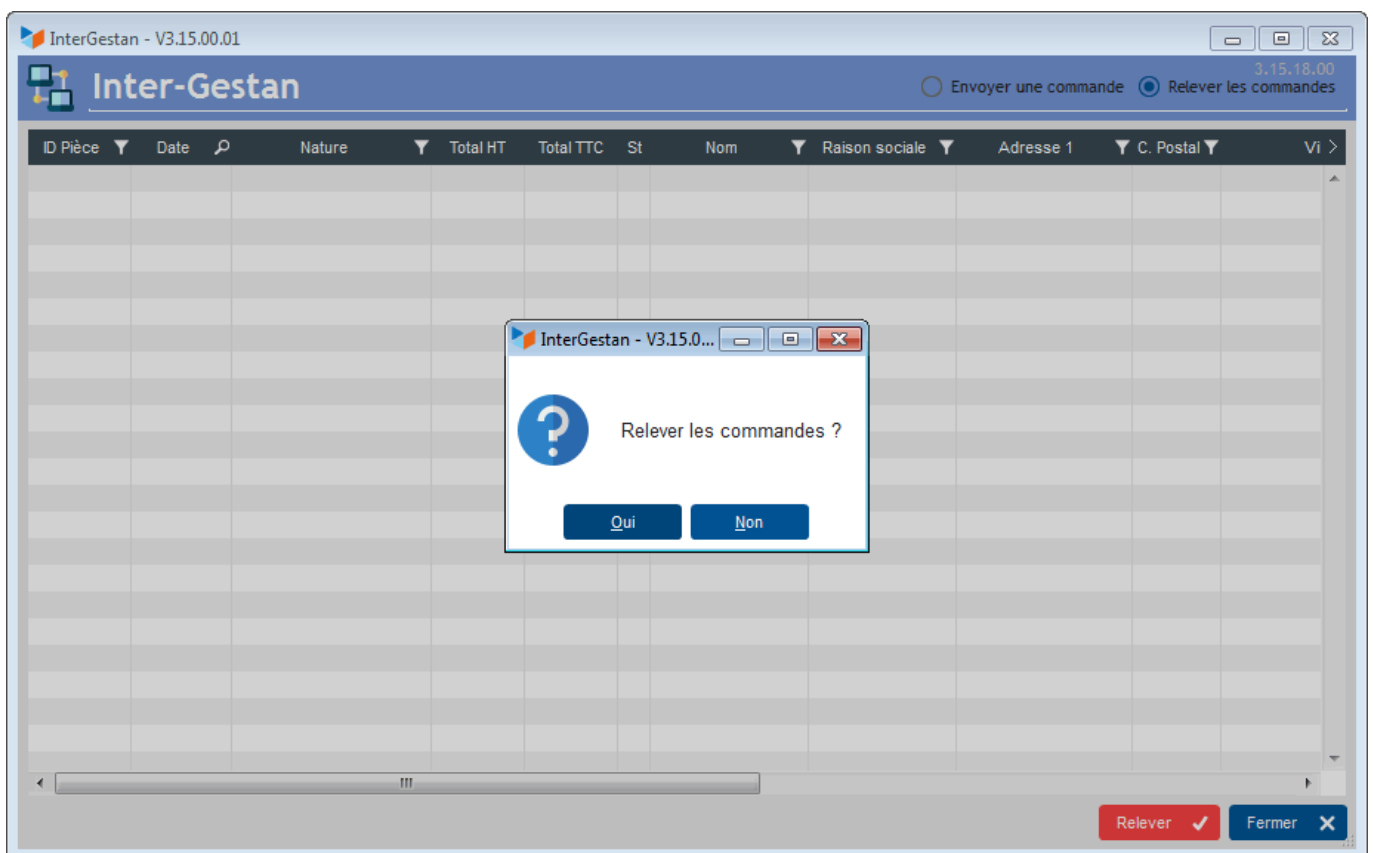 InterGestan - V3.15.00.01
3.15.18.00
Inter-Gestan
Envoyer une commande Relever les commandes
ID Pièce Date Nature Total HT Total TTC St Nom Raison sociale Adresse 1 C. Postal Vi
InterGestan - V3.15.0...
Relever les commandes ?
Oui Non
Relever Fermer